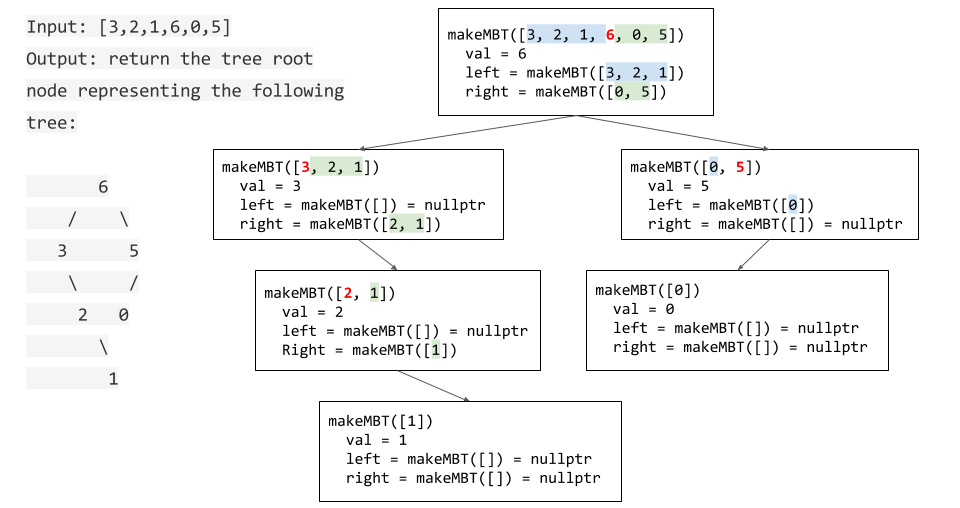 Input: [3,2,1,6,0,5]
Output: return the tree root
node representing the following
tree:
6
/ \
3 5
\ /
2 0
\
1
makeMBT([3, 2, 1, 6, 0, 5])
val = 6
left = makeMBT([3, 2, 1])
right = makeMBT([0, 5])
makeMBT([3, 2, 1])
val = 3
left = makeMBT([]) = nullptr
right = makeMBT([2, 1])
makeMBT([0, 5])
val = 5
left = makeMBT([0])
right = makeMBT([]) = nullptr
makeMBT([2, 1])
val = 2
left = makeMBT([]) = nullptr
Right = makeMBT([1])
makeMBT([0])
val = 0
left = makeMBT([]) = nullptr
right = makeMBT([]) = nullptr
makeMBT([1])
val = 1
left = makeMBT([]) = nullptr
right = makeMBT([]) = nullptr